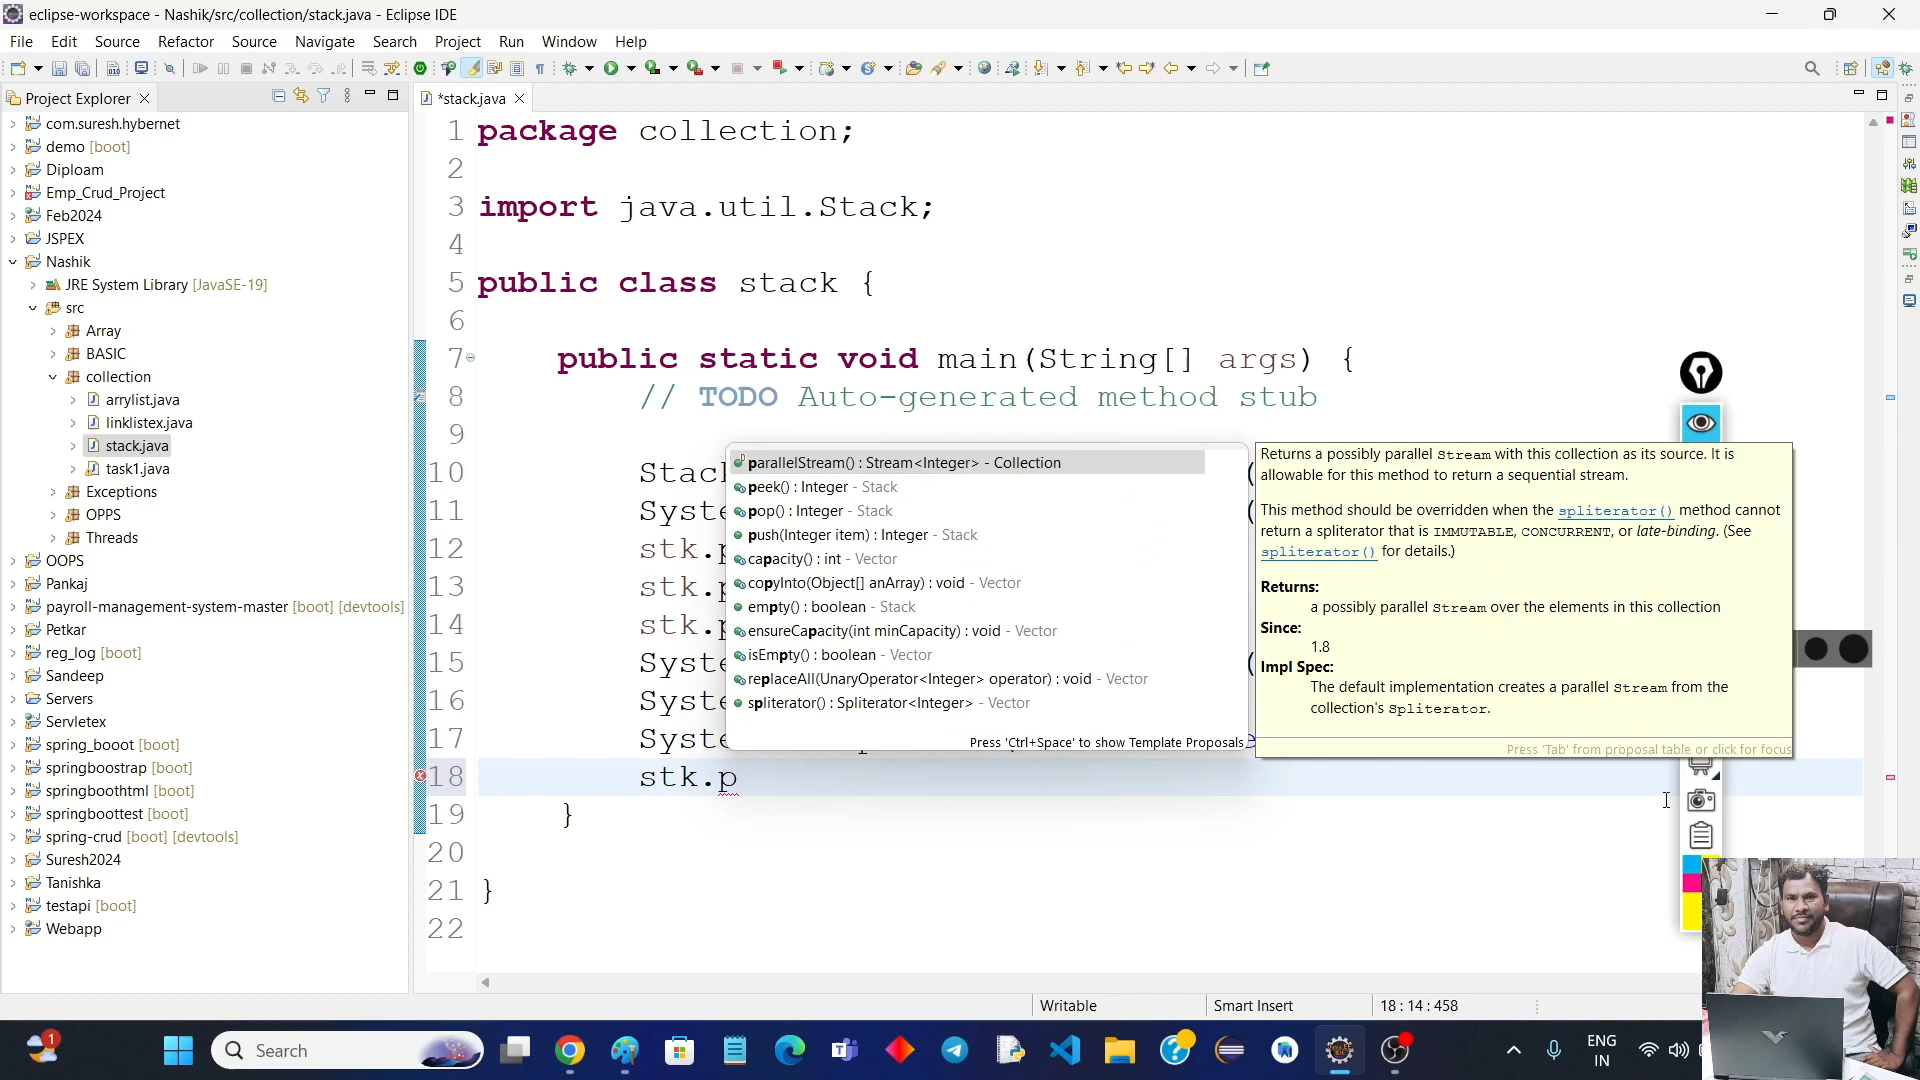 eclipse-workspace - Nashik/src/collection/stack.java - Eclipse IDE
File Edit Source Refactor Source Navigate Search Project Run Window Help
Project Explorer
*stack.java
com.suresh.hybernet
demo [boot]
Diploam
Emp_Crud_Project
Feb2024
JSPEX
Nashik
JRE System Library [JavaSE-19]
src
Array
BASIC
collection
arrylist.java
linklistex.java
stack.java
task1.java
Exceptions
OPPS
Threads
OOPS
Pankaj
payroll-management-system-master [boot] [devtools]
Petkar
reg_log [boot]
Sandeep
Servers
Servletex
spring_booot [boot]
springboostrap [boot]
springboothtml [boot]
springboottest [boot]
spring-crud [boot] [devtools]
Suresh2024
Tanishka
testapi [boot]
Webapp
1 package collection;
2
3 import java.util.Stack;
4
5 public class stack {
6
7 public static void main(String[] args) {
8 // TODO Auto-generated method stub
9
10 Stac
11 Syste
12 stk.p
13 stk.p
14 stk.p
15 Syste
16 Syste
17 Syste
18 stk.p
19 }
20
21 }
22
parallelStream() : Stream<Integer> - Collection
peek() : Integer - Stack
pop() : Integer - Stack
push(Integer item) : Integer - Stack
capacity() : int - Vector
copyInto(Object[] anArray) : void - Vector
empty() : boolean - Stack
ensureCapacity(int minCapacity) : void - Vector
isEmpty() : boolean - Vector
replaceAll(UnaryOperator<Integer> operator) : void - Vector
spliterator() : Spliterator<Integer> - Vector
Press 'Ctrl+Space' to show Template Proposals
Returns a possibly parallel Stream with this collection as its source. It is
allowable for this method to return a sequential stream.
This method should be overridden when the spliterator() method cannot
return a spliterator that is IMMUTABLE, CONCURRENT, or late-binding. (See
spliterator() for details.)
Returns:
a possibly parallel Stream over the elements in this collection
Since:
1.8
Impl Spec:
The default implementation creates a parallel Stream from the
collection's Spliterator.
Press 'Tab' from proposal table or click for focus
Writable Smart Insert 18 : 14 : 458
1
Search
ENG
IN